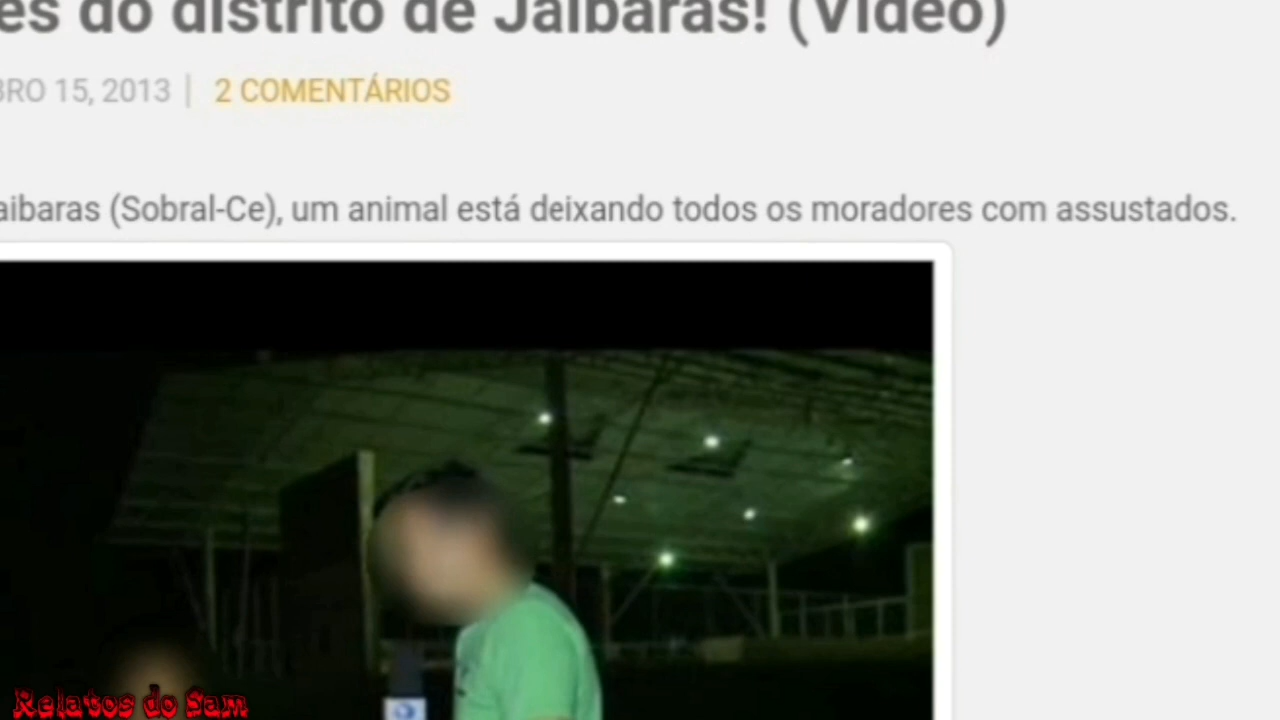 es do distrito de Jaibaras! (Vídeo)
BRO 15, 2013 | 2 COMENTÁRIOS
aibaras (Sobral-Ce), um animal está deixando todos os moradores com assustados.
Relatos do Sam